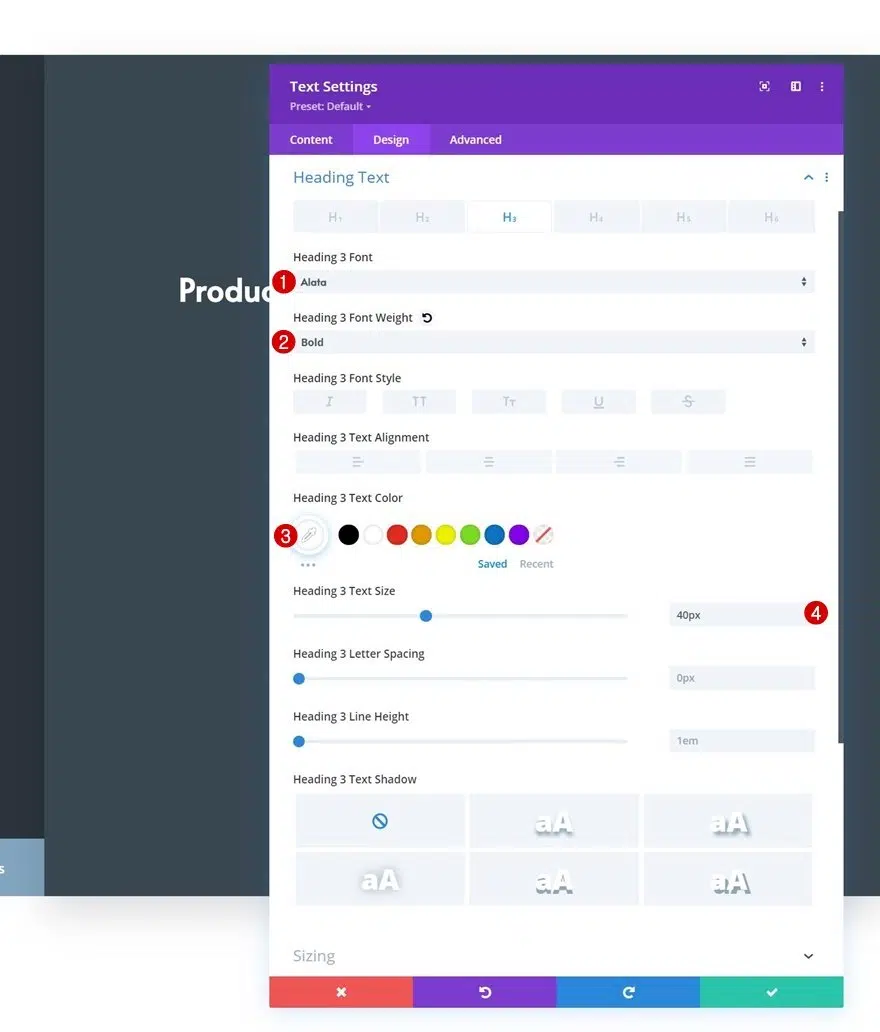 Text Settings
Preset: Default
Content Design Advanced
Heading Text
H1 H2 H3 H4 H5 H6
Heading 3 Font
Produc
1 Alata
Heading 3 Font Weight
2 Bold
Heading 3 Font Style
I TT Tт U S
Heading 3 Text Alignment
Heading 3 Text Color
3
Saved Recent
Heading 3 Text Size
40px 4
Heading 3 Letter Spacing
0px
Heading 3 Line Height
1em
Heading 3 Text Shadow
aA aA
s
aA aA aA
Sizing